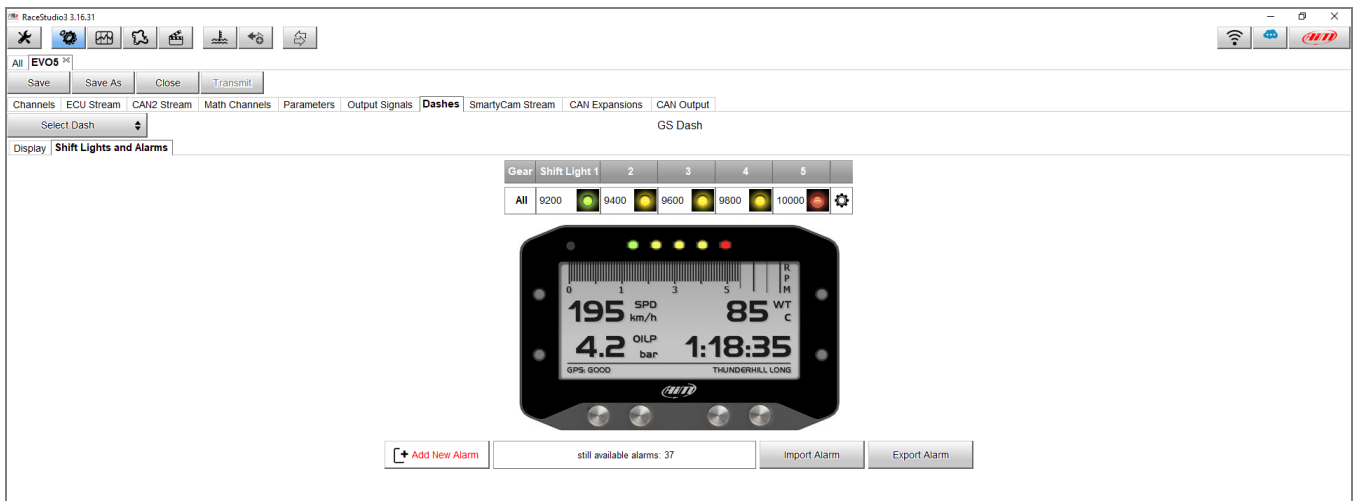 RaceStudio3 3.16.31
AiM
All EVO5
Save Save As Close Transmit
Channels ECU Stream CAN2 Stream Math Channels Parameters Output Signals Dashes SmartyCam Stream CAN Expansions CAN Output
Select Dash GS Dash
Display Shift Lights and Alarms
Gear Shift Light 1 2 3 4 5
All 9200 9400 9600 9800 10000
RPM
0 1 3 5
195 SPD km/h 85 WT C
4.2 OILP bar 1:18:35
GPS: GOOD THUNDERHILL LONG
AiM
Add New Alarm still available alarms: 37 Import Alarm Export Alarm